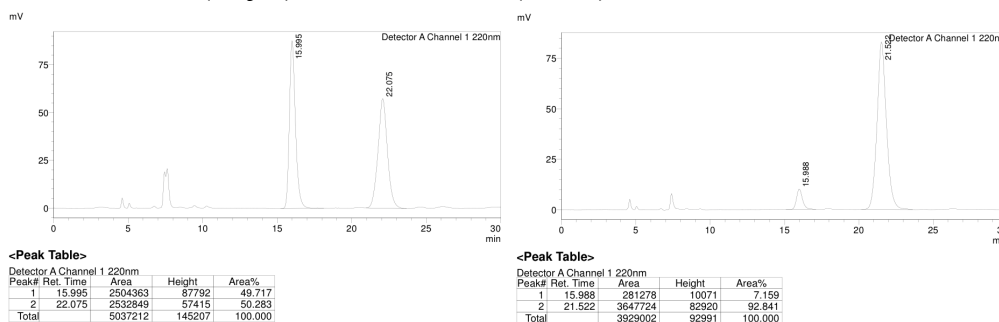 mV
Detector A Channel 1 220nm
15.995
22.075
75
50
25
0
0 5 10 15 20 25 30
min
<Peak Table>
Detector A Channel 1 220nm
Peak# Ret. Time Area Height Area%
1 15.995 2504363 87792 49.717
2 22.075 2532849 57415 50.283
Total 5037212 145207 100.000
mV
Detector A Channel 1 220n
21.522
15.988
75
50
25
0
0 5 10 15 20 25 3
m
<Peak Table>
Detector A Channel 1 220nm
Peak# Ret. Time Area Height Area%
1 15.988 281278 10071 7.159
2 21.522 3647724 82920 92.841
Total 3929002 92991 100.000